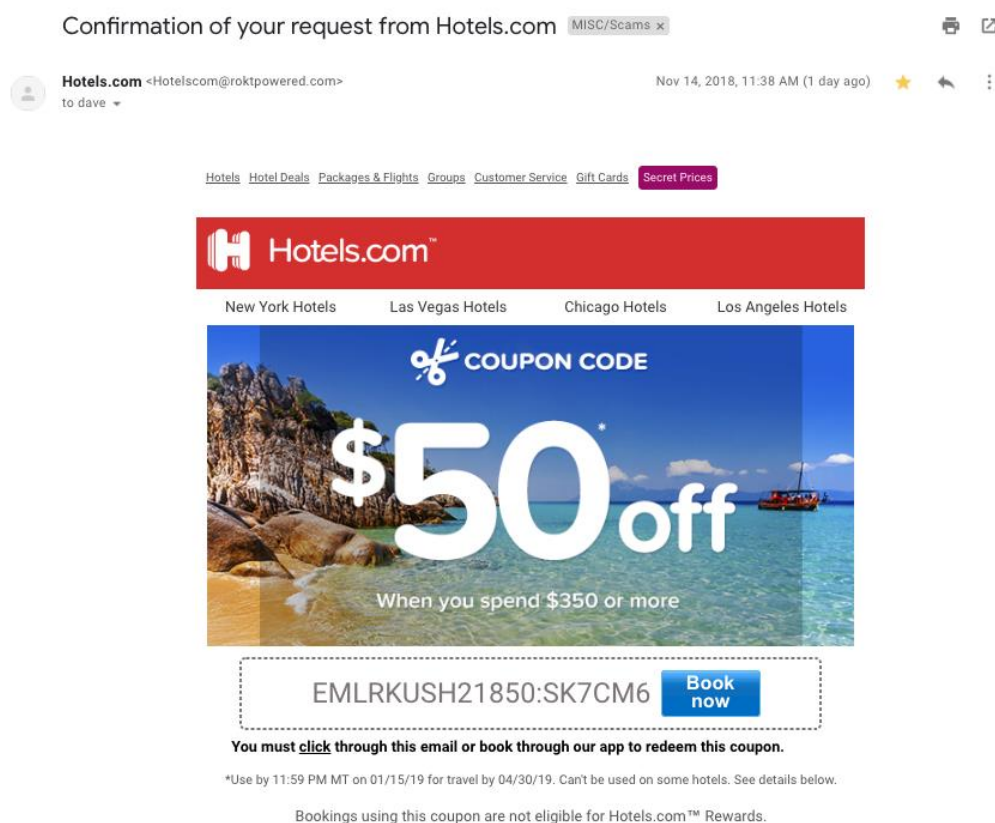 Confirmation of your request from Hotels.com MISC/Scams x
Hotels.com <Hotelscom@roktpowered.com> Nov 14, 2018, 11:38 AM (1 day ago)
to dave
Hotels Hotel Deals Packages & Flights Groups Customer Service Gift Cards Secret Prices
Hotels.com™
New York Hotels Las Vegas Hotels Chicago Hotels Los Angeles Hotels
COUPON CODE
$50* off
When you spend $350 or more
EMLRKUSH21850:SK7CM6 Book now
You must click through this email or book through our app to redeem this coupon.
*Use by 11:59 PM MT on 01/15/19 for travel by 04/30/19. Can't be used on some hotels. See details below.
Bookings using this coupon are not eligible for Hotels.com™ Rewards.